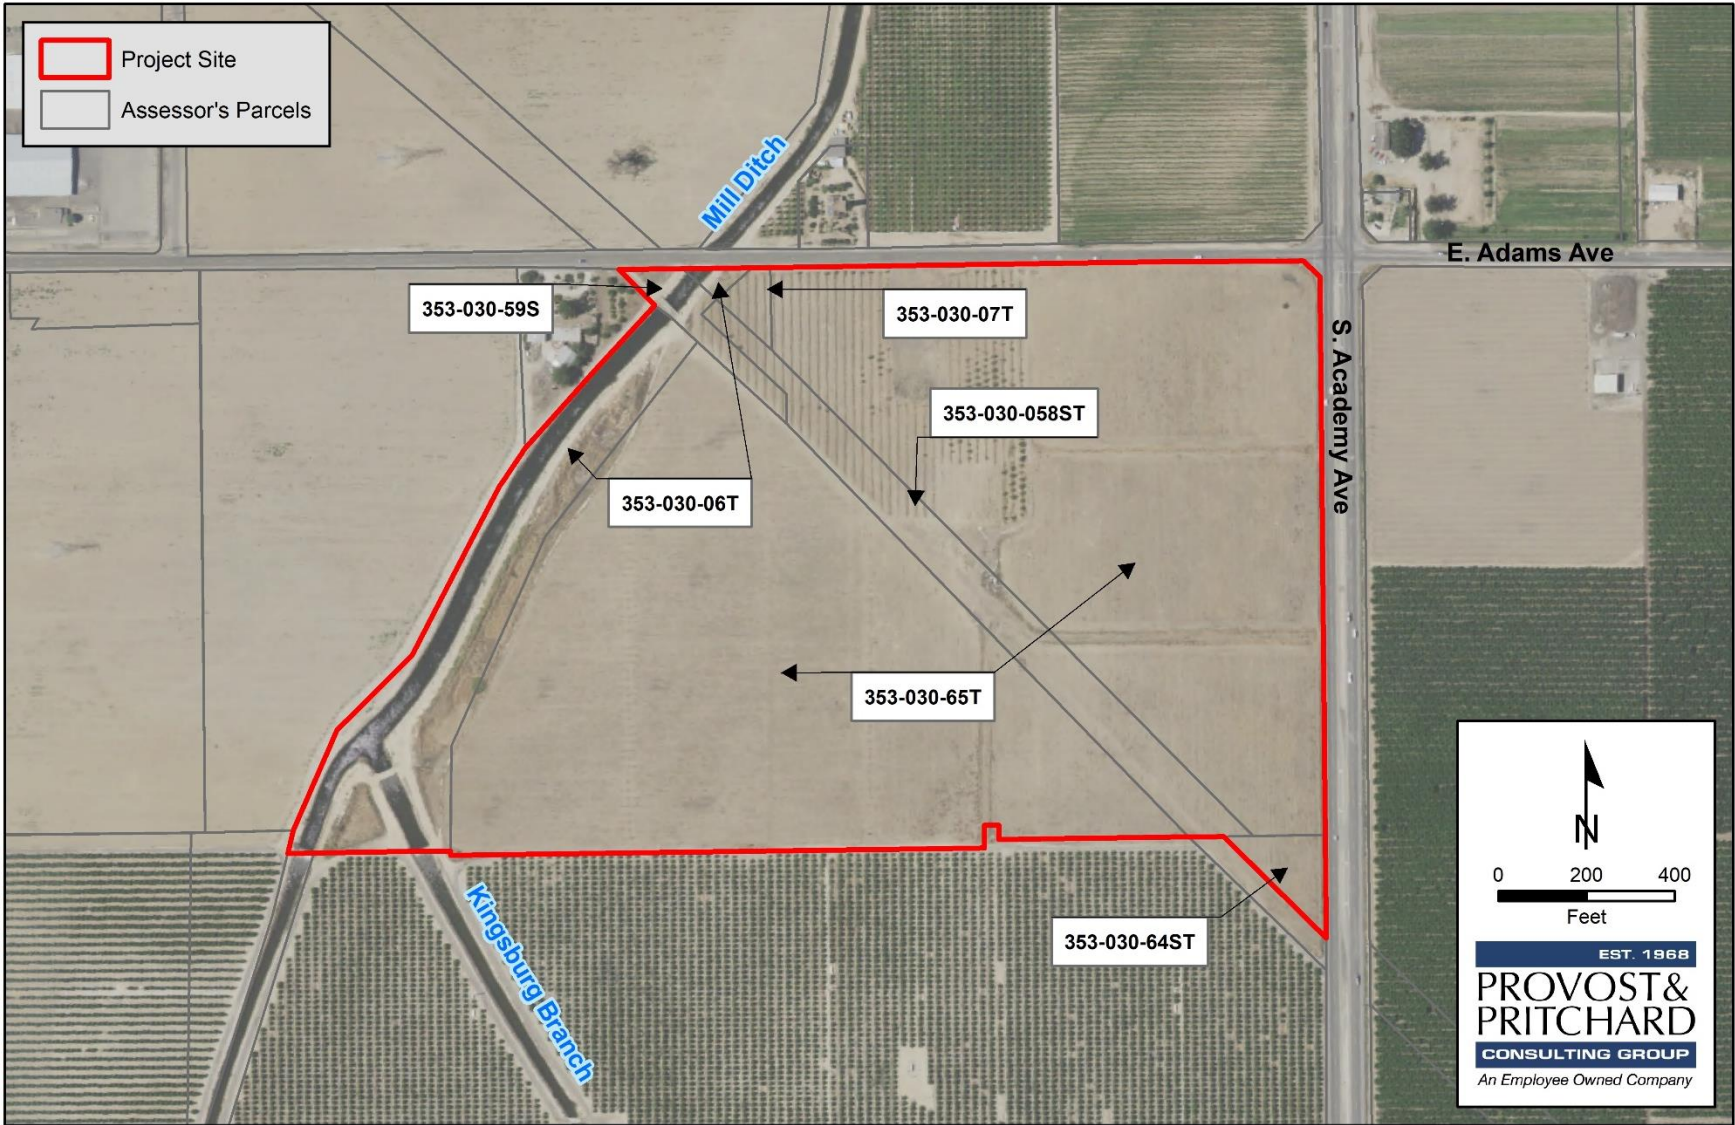 Project Site
Assessor's Parcels
Mill Ditch
E. Adams Ave
353-030-59S
353-030-07T
S. Academy Ave
353-030-058ST
353-030-06T
353-030-65T
353-030-64ST
Kingsburg Branch
N
0 200 400
Feet
EST. 1968
PROVOST&
PRITCHARD
CONSULTING GROUP
An Employee Owned Company